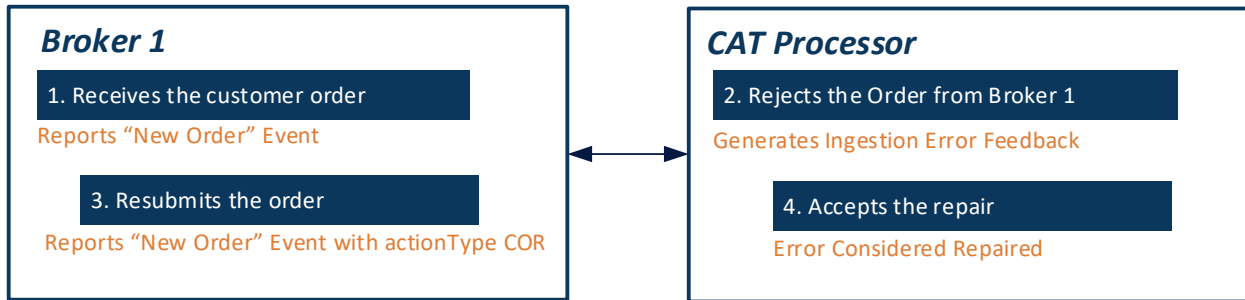 Broker 1
1. Receives the customer order
Reports “New Order” Event
3. Resubmits the order
Reports “New Order” Event with actionType COR
CAT Processor
2. Rejects the Order from Broker 1
Generates Ingestion Error Feedback
4. Accepts the repair
Error Considered Repaired